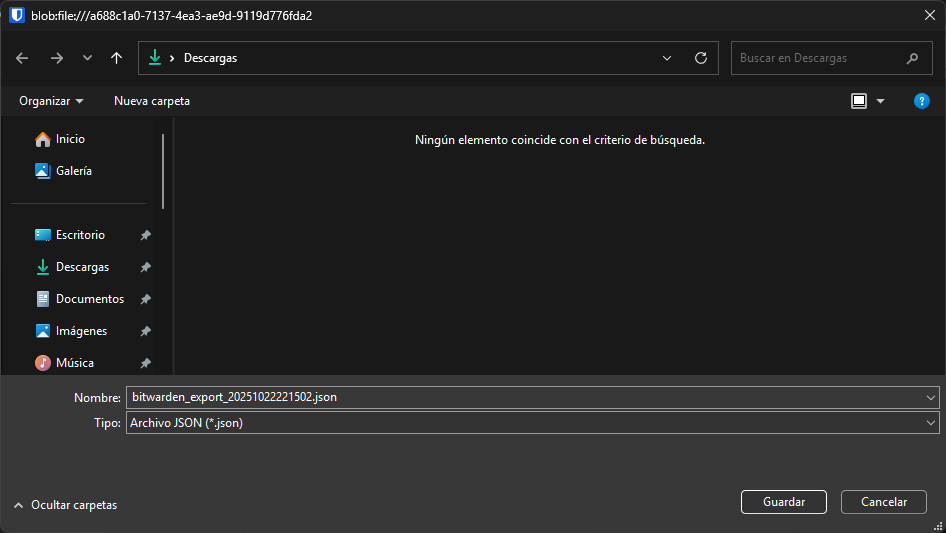 blob:file:///a688c1a0-7137-4ea3-ae9d-9119d776fda2
Descargas
Buscar en Descargas
Organizar
Nueva carpeta
Inicio
Galería
Escritorio
Descargas
Documentos
Imágenes
Música
Ningún elemento coincide con el criterio de búsqueda.
Nombre: bitwarden_export_20251022221502.json
Tipo: Archivo JSON (*.json)
Ocultar carpetas
Guardar
Cancelar